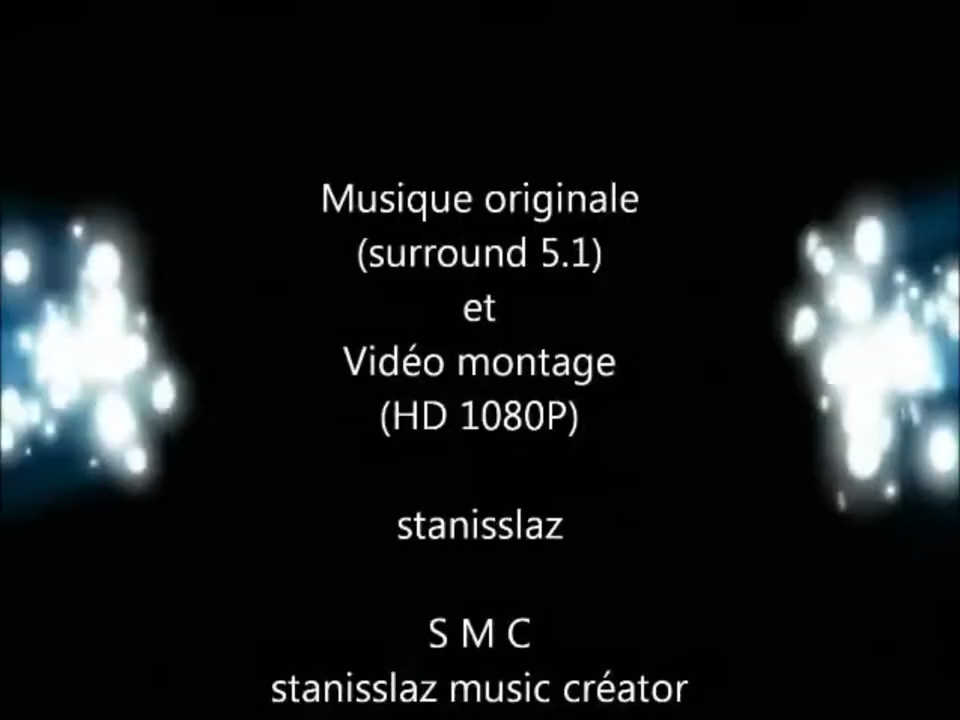 Musique originale
(surround 5.1)
et
Vidéo montage
(HD 1080P)
stanisslaz
S M C
stanisslaz music créator